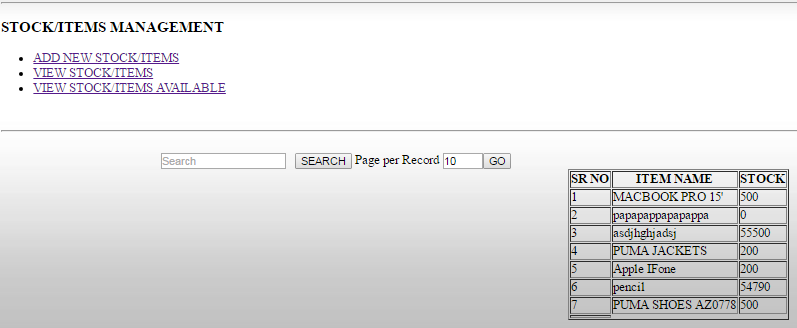 STOCK/ITEMS MANAGEMENT
ADD NEW STOCK/ITEMS
VIEW STOCK/ITEMS
VIEW STOCK/ITEMS AVAILABLE
Search SEARCH Page per Record 10 GO
SR NO ITEM NAME STOCK
1 MACBOOK PRO 15' 500
2 papapappapapappa 0
3 asdjhghjadsj 55500
4 PUMA JACKETS 200
5 Apple IFone 200
6 pencil 54790
7 PUMA SHOES AZ0778 500